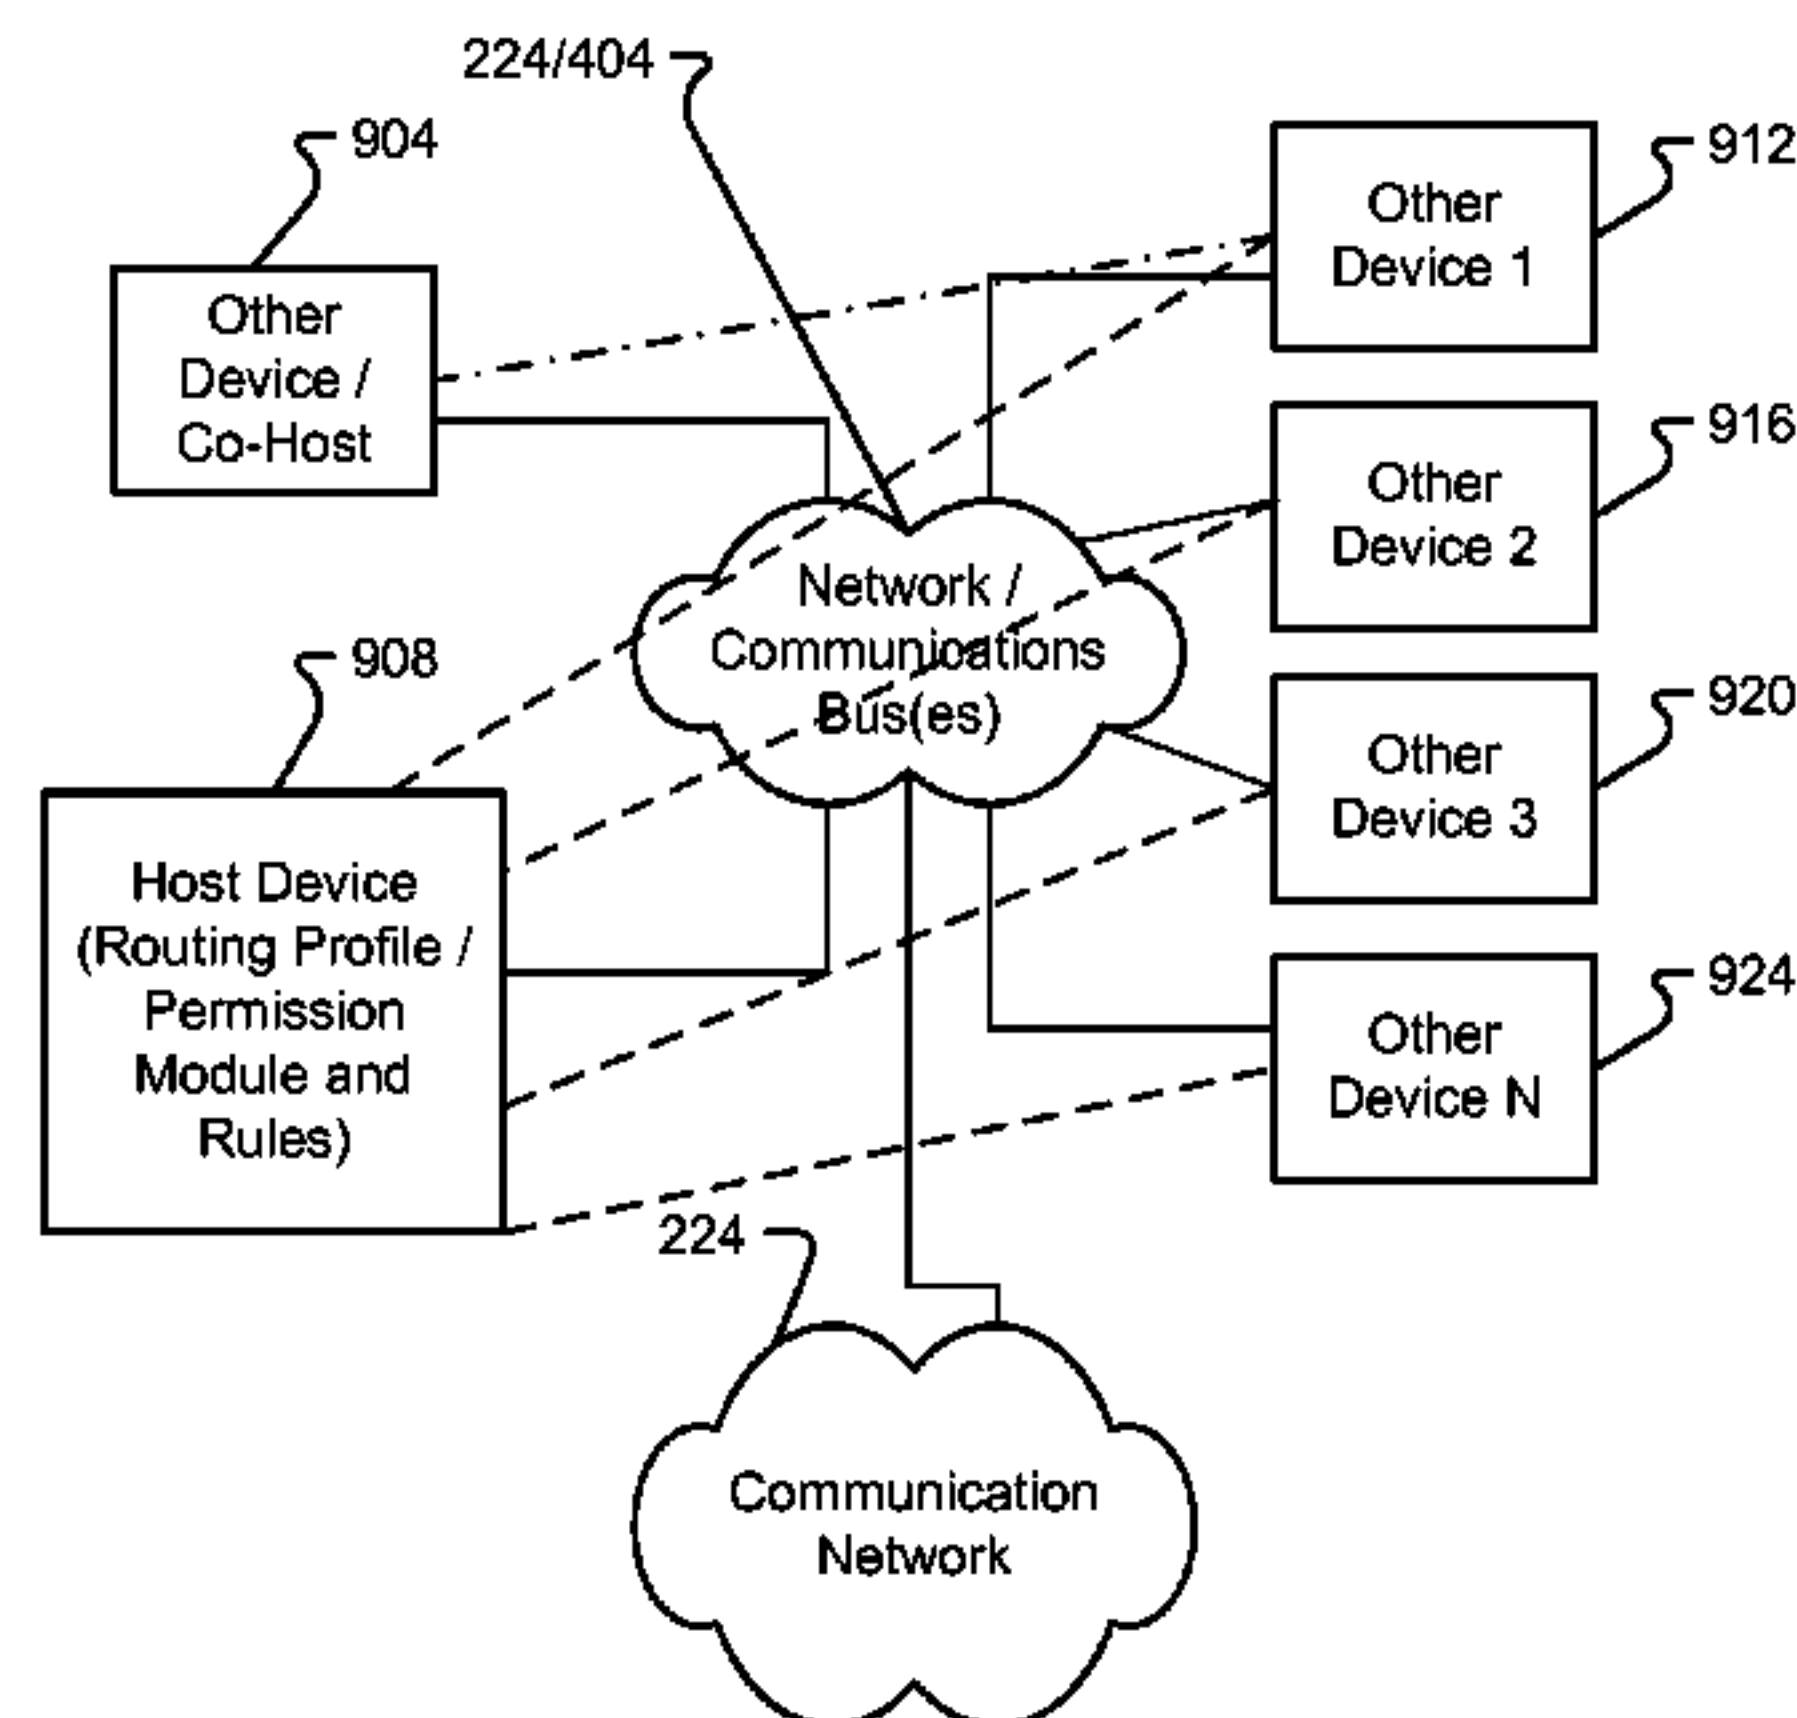 224/404
904
912
Other
Device 1
Other
Device /
Co-Host
916
Other
Device 2
Network /
Communications
Bus(es)
908
920
Other
Device 3
Host Device
(Routing Profile /
Permission
Module and
Rules)
924
Other
Device N
224
Communication
Network